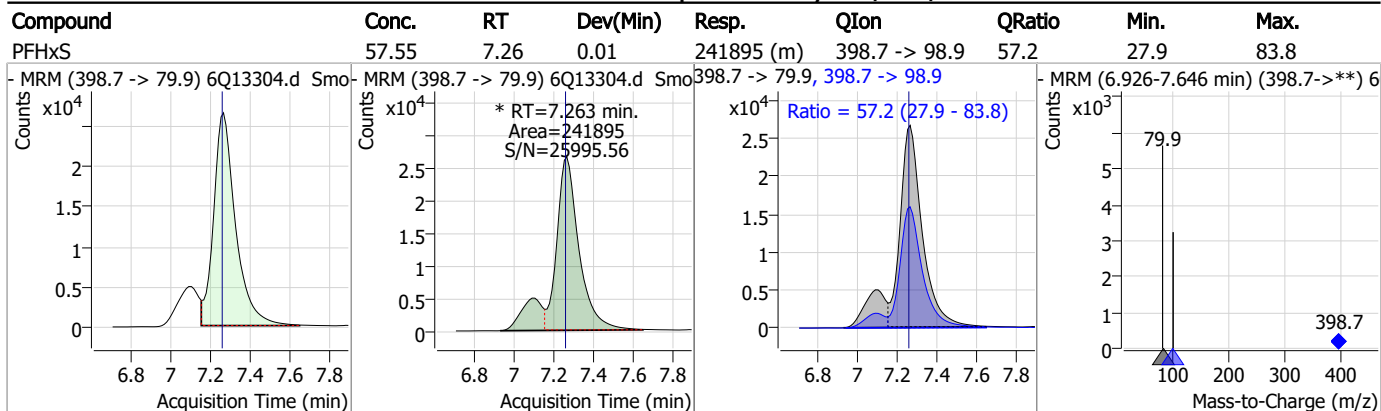 Compound Conc. RT Dev(Min) Resp. QIon QRatio Min. Max.
PFHxS 57.55 7.26 0.01 241895 (m) 398.7 -> 98.9 57.2 27.9 83.8
- MRM (398.7 -> 79.9) 6Q13304.d Smo
Counts
x10⁴
2
1.5
1
0.5
0
6.8 7 7.2 7.4 7.6 7.8
Acquisition Time (min)
- MRM (398.7 -> 79.9) 6Q13304.d Smo
Counts
x10⁴
* RT=7.263 min.
Area=241895
S/N=25995.56
2.5
2
1.5
1
0.5
0
6.8 7 7.2 7.4 7.6 7.8
Acquisition Time (min)
398.7 -> 79.9, 398.7 -> 98.9
x10⁴
Ratio = 57.2 (27.9 - 83.8)
2.5
2
1.5
1
0.5
0
6.8 7 7.2 7.4 7.6 7.8
Acquisition Time (min)
- MRM (6.926-7.646 min) (398.7->**) 6
Counts
x10³
79.9
5
4
3
2
1
0
398.7
100 200 300 400
Mass-to-Charge (m/z)